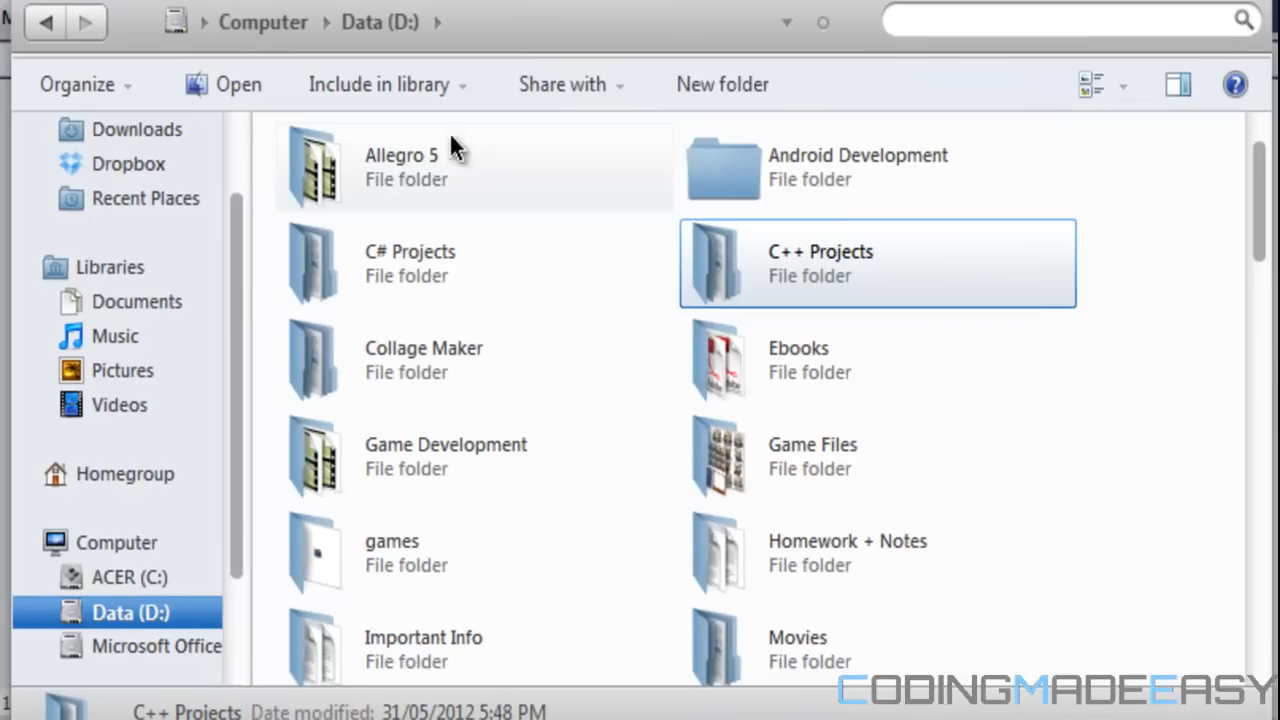 Computer Data (D:)
Organize Open Include in library Share with New folder
Downloads
Dropbox
Recent Places
Libraries
Documents
Music
Pictures
Videos
Homegroup
Computer
ACER (C:)
Data (D:)
Microsoft Office
Allegro 5
File folder
Android Development
File folder
C# Projects
File folder
C++ Projects
File folder
Collage Maker
File folder
Ebooks
File folder
Game Development
File folder
Game Files
File folder
games
File folder
Homework + Notes
File folder
Important Info
File folder
Movies
File folder
C++ Projects Date modified: 31/05/2012 5:48 PM
CODINGMADEEASY